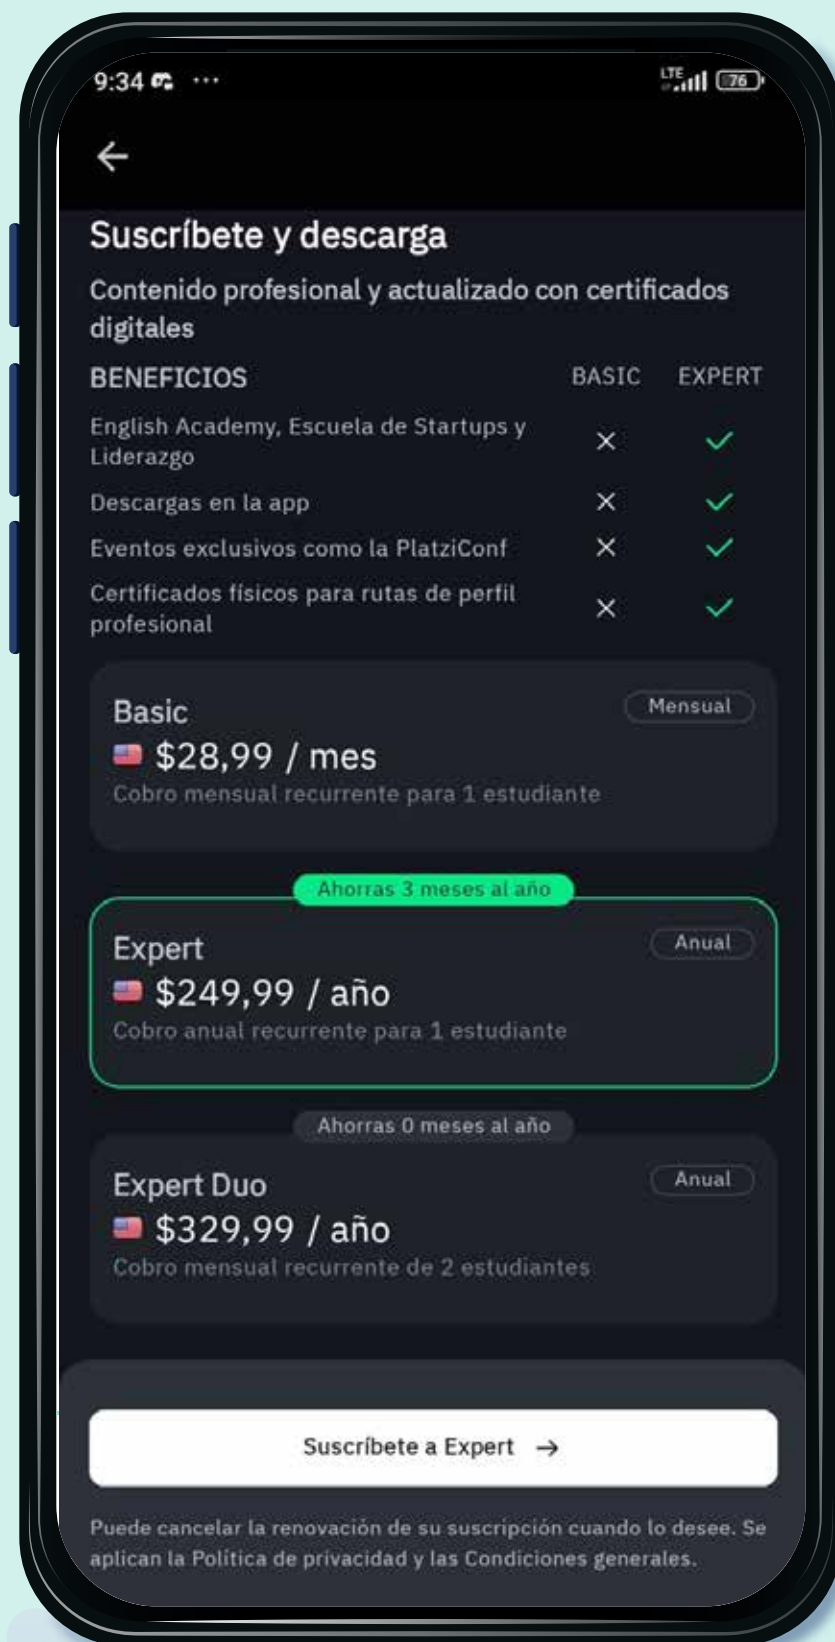 9:34 ...
LTE 76
Suscríbete y descarga
Contenido profesional y actualizado con certificados
digitales
BENEFICIOS BASIC EXPERT
English Academy, Escuela de Startups y
Liderazgo
Descargas en la app
Eventos exclusivos como la PlatziConf
Certificados físicos para rutas de perfil
profesional
Basic Mensual
$28,99 / mes
Cobro mensual recurrente para 1 estudiante
Ahorras 3 meses al año
Expert Anual
$249,99 / año
Cobro anual recurrente para 1 estudiante
Ahorras 0 meses al año
Expert Duo Anual
$329,99 / año
Cobro mensual recurrente de 2 estudiantes
Suscríbete a Expert →
Puede cancelar la renovación de su suscripción cuando lo desee. Se
aplican la Política de privacidad y las Condiciones generales.